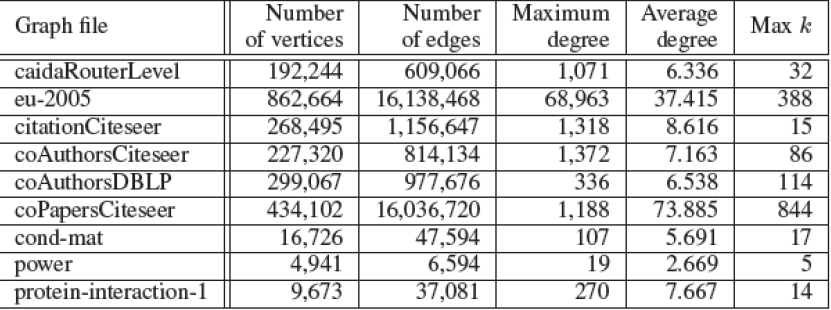 Graph file Number of vertices Number of edges Maximum degree Average degree Max k
caidaRouterLevel 192,244 609,066 1,071 6.336 32
eu-2005 862,664 16,138,468 68,963 37.415 388
citationCiteseer 268,495 1,156,647 1,318 8.616 15
coAuthorsCiteseer 227,320 814,134 1,372 7.163 86
coAuthorsDBLP 299,067 977,676 336 6.538 114
coPapersCiteseer 434,102 16,036,720 1,188 73.885 844
cond-mat 16,726 47,594 107 5.691 17
power 4,941 6,594 19 2.669 5
protein-interaction-1 9,673 37,081 270 7.667 14